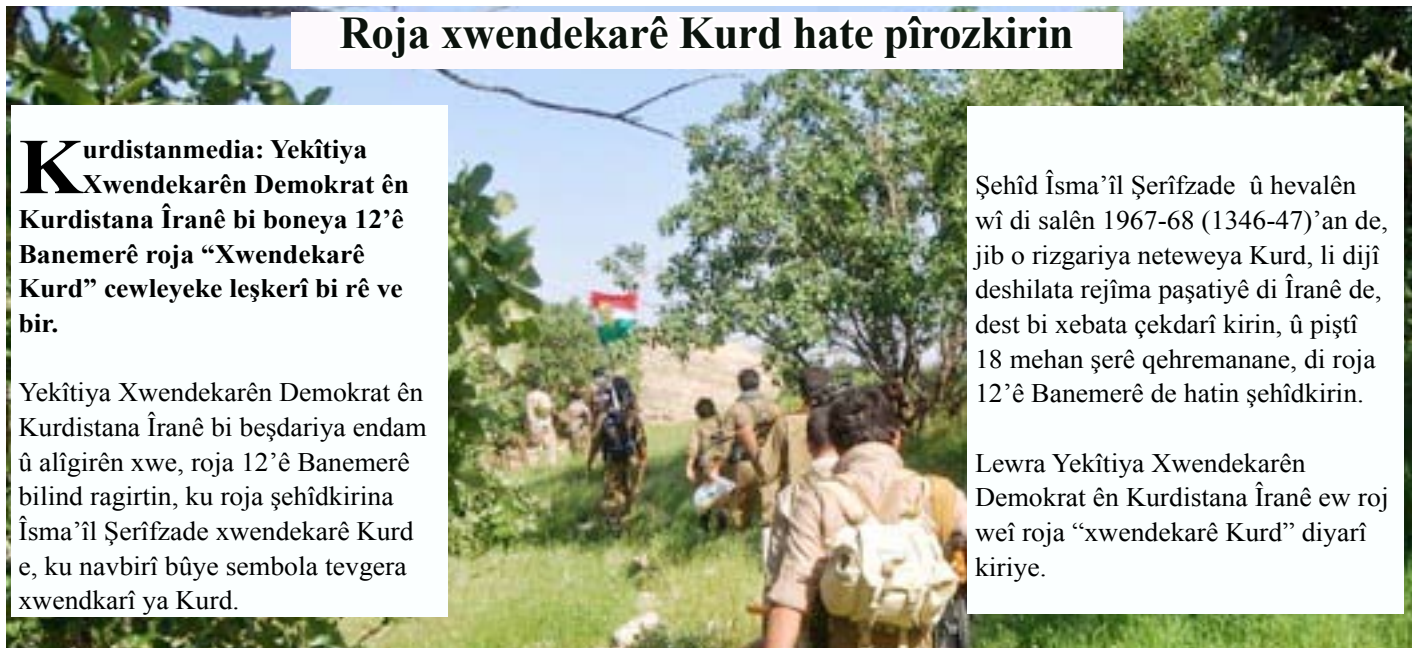 Roja xwendekarê Kurd hate pîrozkirin
Kurdistanmedia: Yekîtiya
Xwendekarên Demokrat ên
Kurdistana Îranê bi boneya 12’ê
Banemerê roja “Xwendekarê
Kurd” cewleyeke leşkerî bi rê ve
bir.
Yekîtiya Xwendekarên Demokrat ên
Kurdistana Îranê bi beşdariya endam
û alîgirên xwe, roja 12’ê Banemerê
bilind ragirtin, ku roja şehîdkirina
Îsma’îl Şerîfzade xwendekarê Kurd
e, ku navbirî bûye sembola tevgera
xwendkarî ya Kurd.
Şehîd Îsma’îl Şerîfzade û hevalên
wî di salên 1967-68 (1346-47)’an de,
jib o rizgariya neteweya Kurd, li dijî
deshilata rejîma paşatiyê di Îranê de,
dest bi xebata çekdarî kirin, û piştî
18 mehan şerê qehremanane, di roja
12’ê Banemerê de hatin şehîdkirin.
Lewra Yekîtiya Xwendekarên
Demokrat ên Kurdistana Îranê ew roj
weî roja “xwendekarê Kurd” diyarî
kiriye.